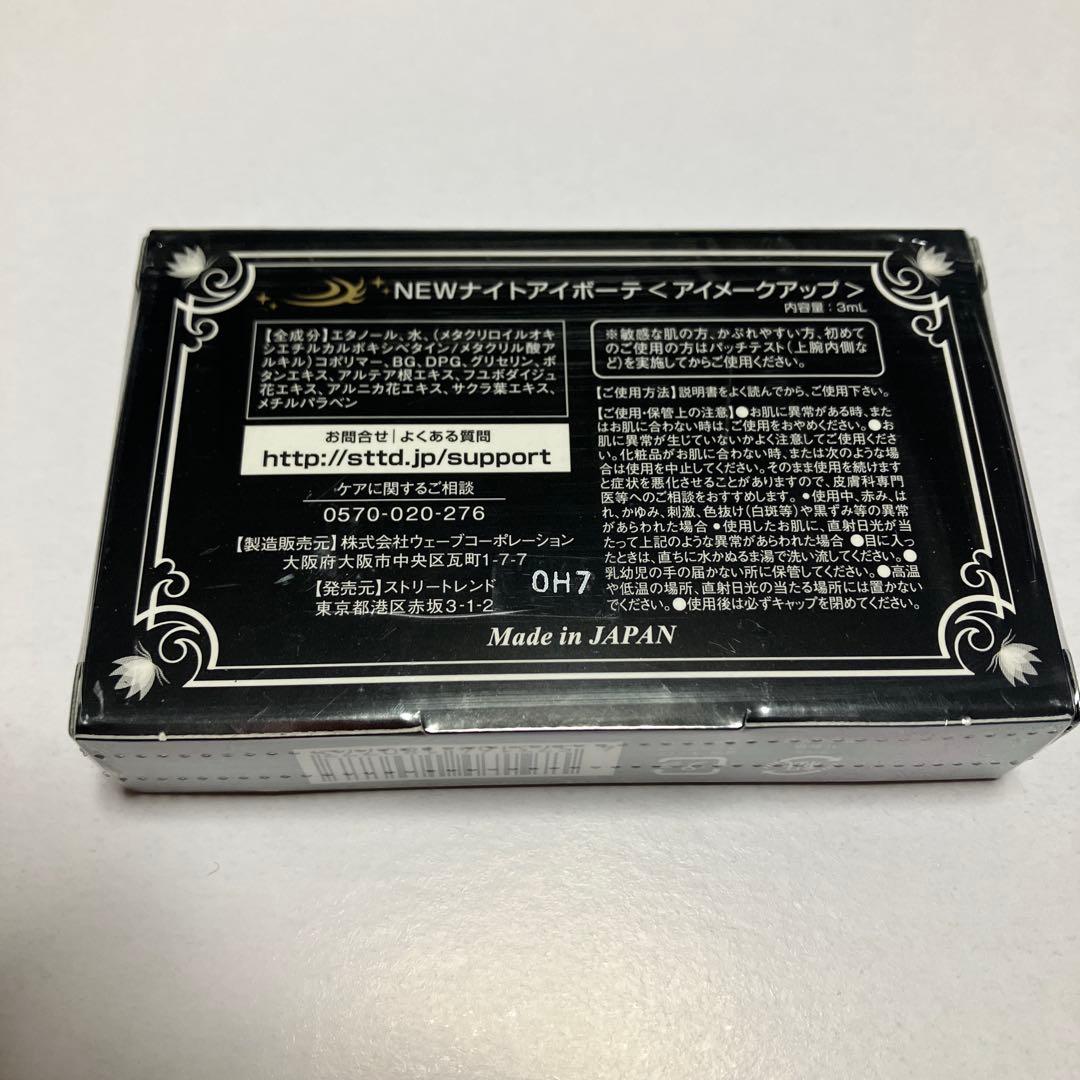 NEWナイトアイボーテ<アイメークアップ>
内容量：3mL
【全成分】エタノール、水、(メタクリロイルオキ
シエチルカルボキシベタイン/メタクリル酸ア
ルキル)コポリマー、BG、DPG、グリセリン、ボ
タンエキス、アルテア根エキス、フユボダイジュ
花エキス、アルニカ花エキス、サクラ葉エキス、
メチルパラベン
お問合せ|よくある質問
http://sttd.jp/support
ケアに関するご相談
0570-020-276
【製造販売元】株式会社ウェーブコーポレーション
大阪府大阪市中央区瓦町1-7-7
【発売元】ストリートレンド
東京都港区赤坂3-1-2
0H7
※敏感な肌の方、かぶれやすい方、初めて
のご使用の方はパッチテスト(上腕内側な
ど)を実施してからご使用ください。
【ご使用方法】説明書をよく読んでから、ご使用下さい。
【ご使用・保管上の注意】●お肌に異常がある時、また
はお肌に合わない時は、ご使用をおやめください。●お
肌に異常が生じていないかよく注意してご使用くださ
い。化粧品がお肌に合わない時、または次のような場
合は使用を中止してください。そのまま使用を続けます
と症状を悪化させることがありますので、皮膚科専門
医等へのご相談をおすすめします。●使用中、赤み、は
れ、かゆみ、刺激、色抜け(白斑等)や黒ずみ等の異常
があらわれた場合●使用したお肌に、直射日光が当
たって上記のような異常があらわれた場合●目に入っ
たときは、直ちに水かぬるま湯で洗い流してください。●
乳幼児の手の届かない所に保管してください。●高温
や低温の場所、直射日光の当たる場所には置かない
でください。●使用後は必ずキャップを閉めてください。
Made in JAPAN